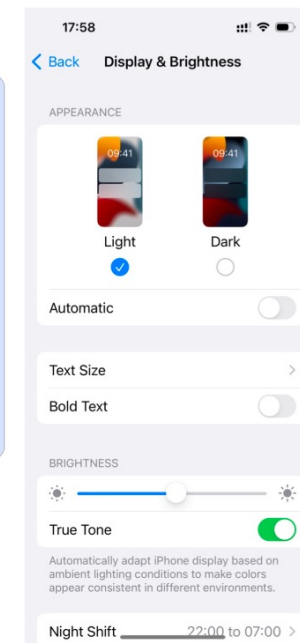 17:58
Back Display & Brightness
APPEARANCE
09:41 09:41
Light Dark
Automatic
Text Size
Bold Text
BRIGHTNESS
True Tone
Automatically adapt iPhone display based on
ambient lighting conditions to make colors
appear consistent in different environments.
Night Shift 22:00 to 07:00